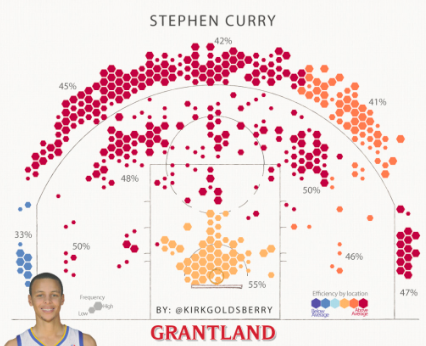 STEPHEN CURRY
42%
45%
41%
48%
50%
33%
50%
46%
55%
47%
Frequency
Low
High
BY: @KIRKGOLDSBERRY
Efficiency by location
Below
Average
Above
Average
GRANTLAND